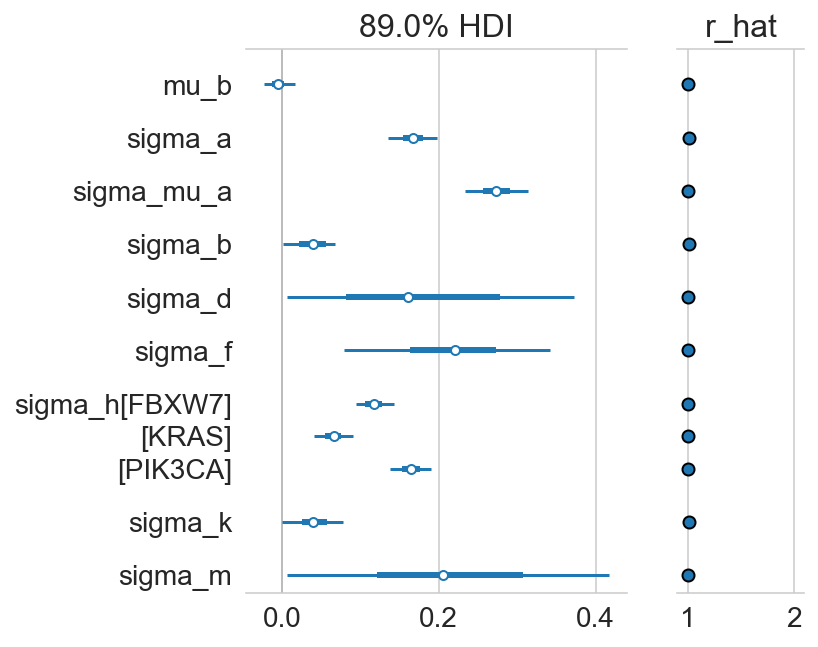 89.0% HDI r_hat
mu_b
sigma_a
sigma_mu_a
sigma_b
sigma_d
sigma_f
sigma_h[FBXW7]
[KRAS]
[PIK3CA]
sigma_k
sigma_m
0.0 0.2 0.4 1 2